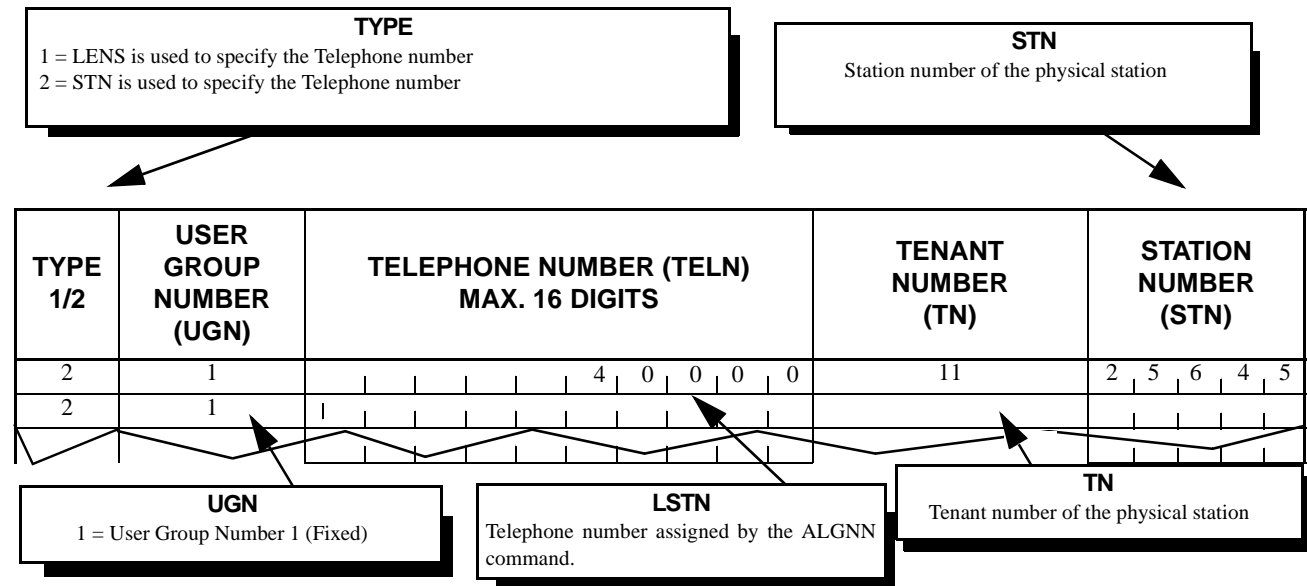 TYPE
1 = LENS is used to specify the Telephone number
2 = STN is used to specify the Telephone number
STN
Station number of the physical station
TYPE
1/2
USER
GROUP
NUMBER
(UGN)
TELEPHONE NUMBER (TELN)
MAX. 16 DIGITS
TENANT
NUMBER
(TN)
STATION
NUMBER
(STN)
2 1 4 0 0 0 0 11 2 5 6 4 5
2 1
UGN
1 = User Group Number 1 (Fixed)
LSTN
Telephone number assigned by the ALGNN
command.
TN
Tenant number of the physical station